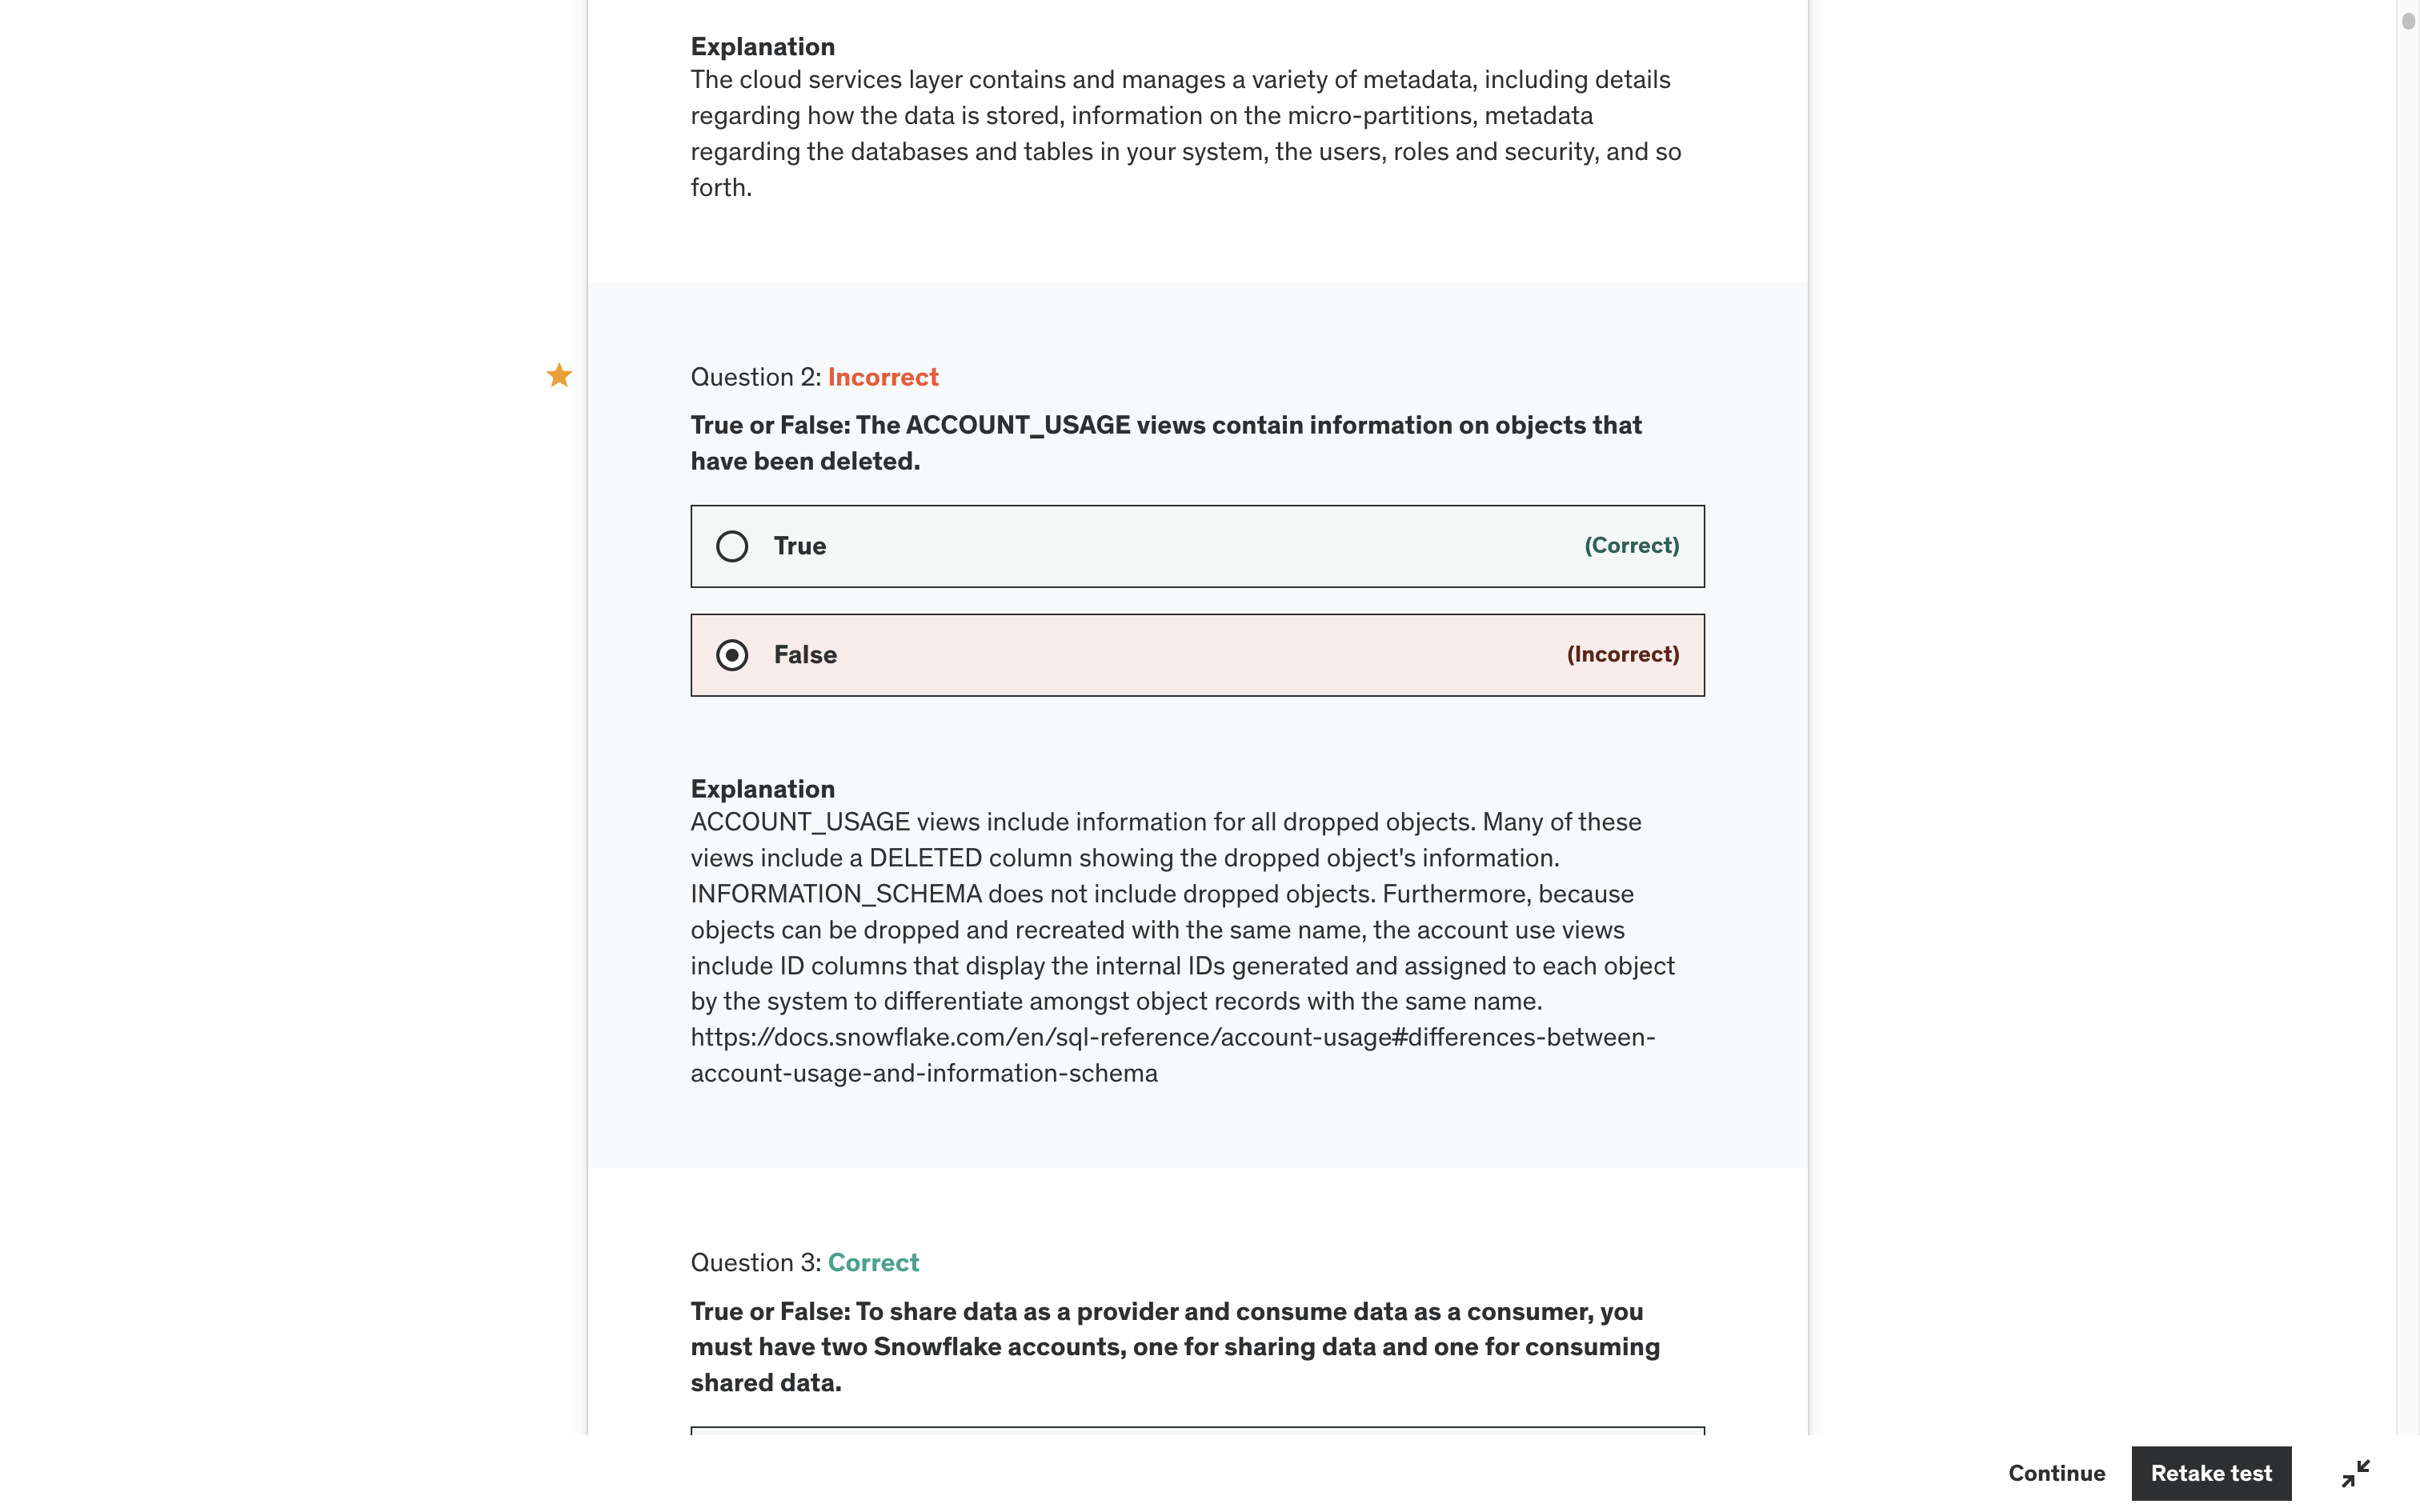 Explanation
The cloud services layer contains and manages a variety of metadata, including details
regarding how the data is stored, information on the micro-partitions, metadata
regarding the databases and tables in your system, the users, roles and security, and so
forth.
Question 2: Incorrect
True or False: The ACCOUNT_USAGE views contain information on objects that
have been deleted.
True (Correct)
False (Incorrect)
Explanation
ACCOUNT_USAGE views include information for all dropped objects. Many of these
views include a DELETED column showing the dropped object's information.
INFORMATION_SCHEMA does not include dropped objects. Furthermore, because
objects can be dropped and recreated with the same name, the account use views
include ID columns that display the internal IDs generated and assigned to each object
by the system to differentiate amongst object records with the same name.
https://docs.snowflake.com/en/sql-reference/account-usage#differences-between-
account-usage-and-information-schema
Question 3: Correct
True or False: To share data as a provider and consume data as a consumer, you
must have two Snowflake accounts, one for sharing data and one for consuming
shared data.
Continue Retake test